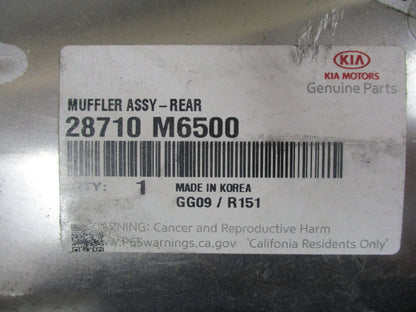 KIA
KIA MOTORS
Genuine Parts
MUFFLER ASSY-REAR
28710 M6500
QTY: 1 MADE IN KOREA
GG09 / R151
WARNING: Cancer and Reproductive Harm
www.P65warnings.ca.gov 'California Residents Only'